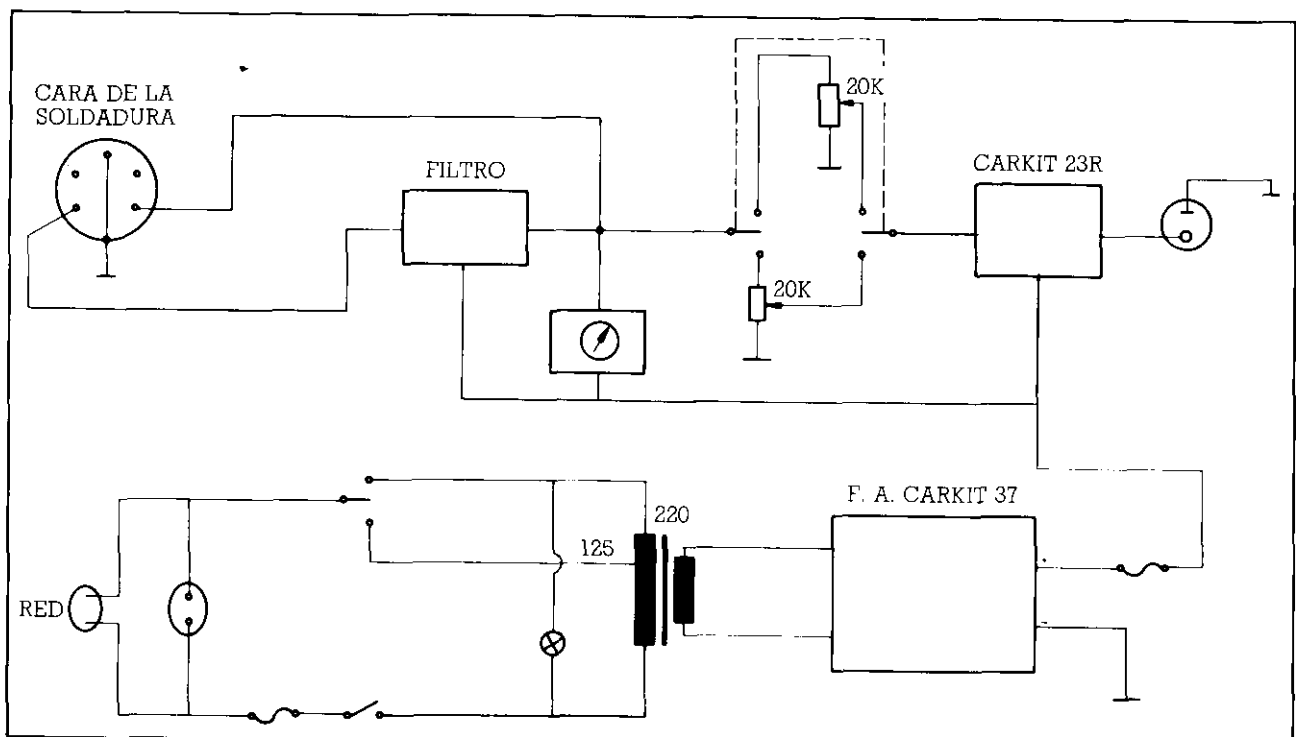 CARA DE LA
SOLDADURA
FILTRO
20K
CARKIT 23R
20K
F. A. CARKIT 37
220
125
RED